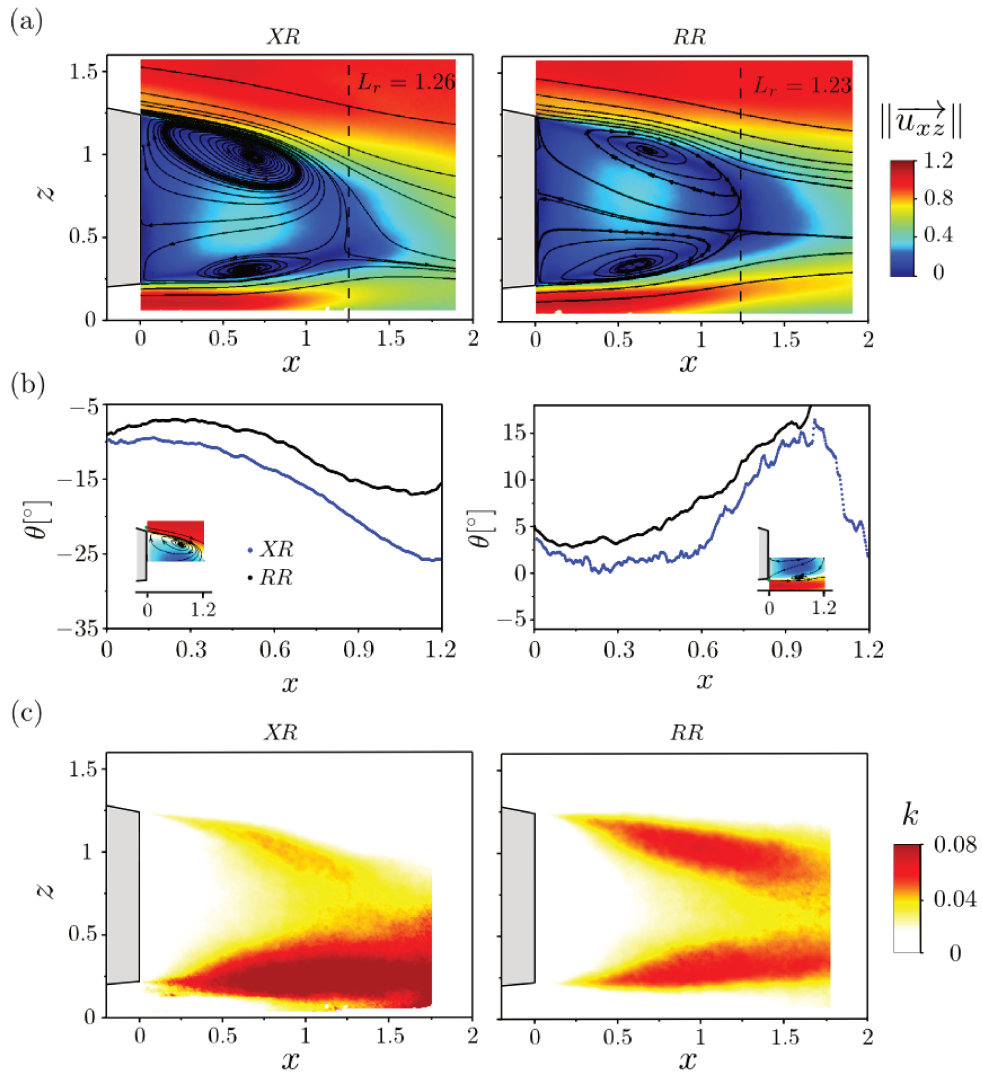 (a)
XR RR
1.5 1 0.5 0
z
L_r = 1.26
L_r = 1.23
‖u_{xz}‖→
1.2
0.8
0.4
0
0 0.5 1 1.5 2
x
0 0.5 1 1.5 2
x
(b)
−5 −15 −25 −35
θ[°]
XR
RR
0 1.2
0 0.3 0.6 0.9 1.2
x
15 10 5 0 −5
θ[°]
0 1.2
0 0.3 0.6 0.9 1.2
x
(c)
XR RR
1.5 1 0.5 0
z
k
0.08
0.04
0
0 0.5 1 1.5 2
x
0 0.5 1 1.5 2
x